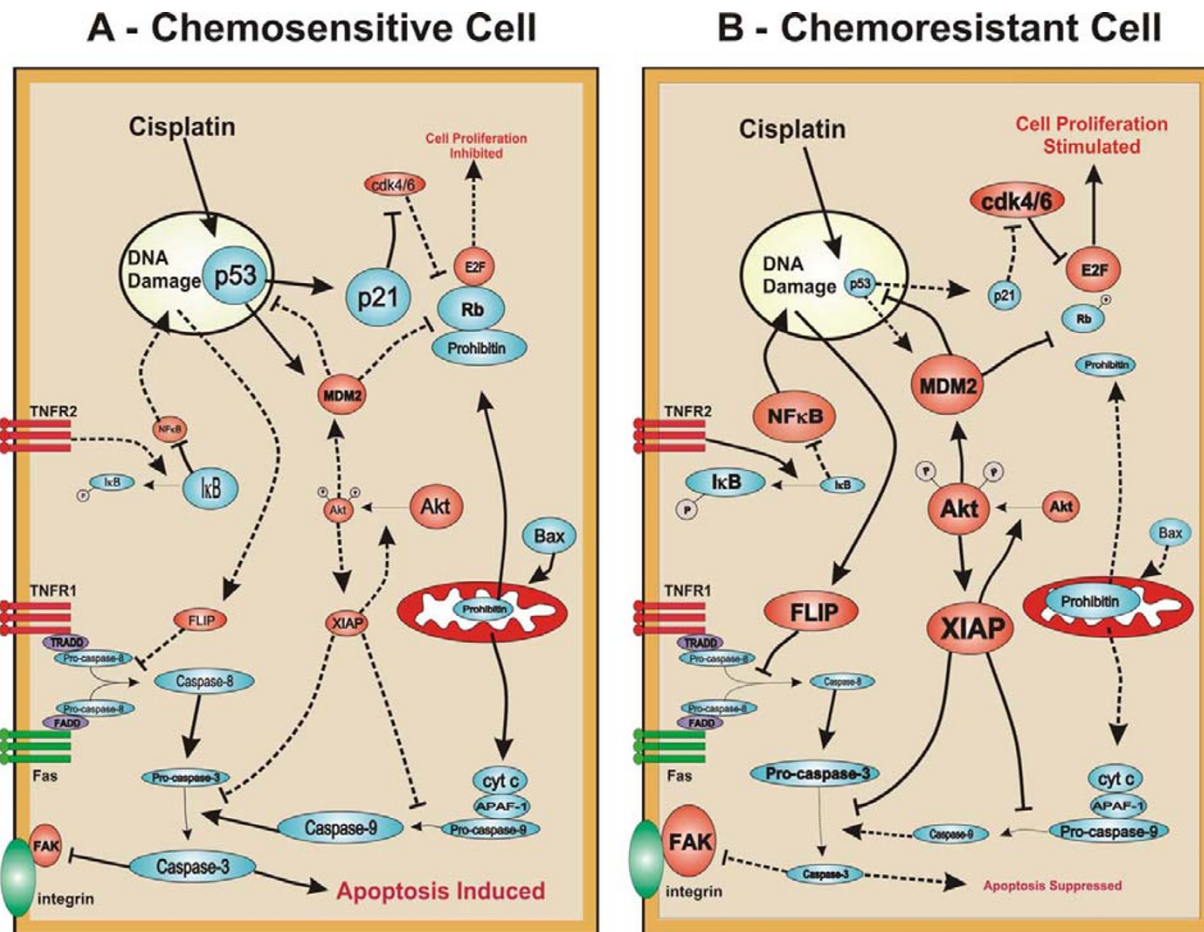 A - Chemosensitive Cell
Cisplatin
Cell Proliferation
Inhibited
cdk4/6
DNA
Damage
p53
p21
E2F
Rb
Prohibitin
MDM2
TNFR2
NFκB
IκB
P
IκB
P
P
Akt
Akt
Bax
TNFR1
TRADD
Pro-caspase-8
FLIP
XIAP
Prohibitin
Caspase-8
Pro-caspase-8
FADD
Fas
Pro-caspase-3
cyt c
APAF-1
Pro-caspase-9
Caspase-9
FAK
Caspase-3
integrin
Apoptosis Induced
B - Chemoresistant Cell
Cisplatin
Cell Proliferation
Stimulated
cdk4/6
DNA
Damage
p53
p21
E2F
P
Rb
Prohibitin
MDM2
TNFR2
NFκB
IκB
P
IκB
P
P
Akt
Akt
Bax
TNFR1
TRADD
Pro-caspase-8
FLIP
XIAP
Prohibitin
Caspase-8
Pro-caspase-8
FADD
Fas
Pro-caspase-3
cyt c
APAF-1
Pro-caspase-9
Caspase-9
FAK
Caspase-3
integrin
Apoptosis Suppressed